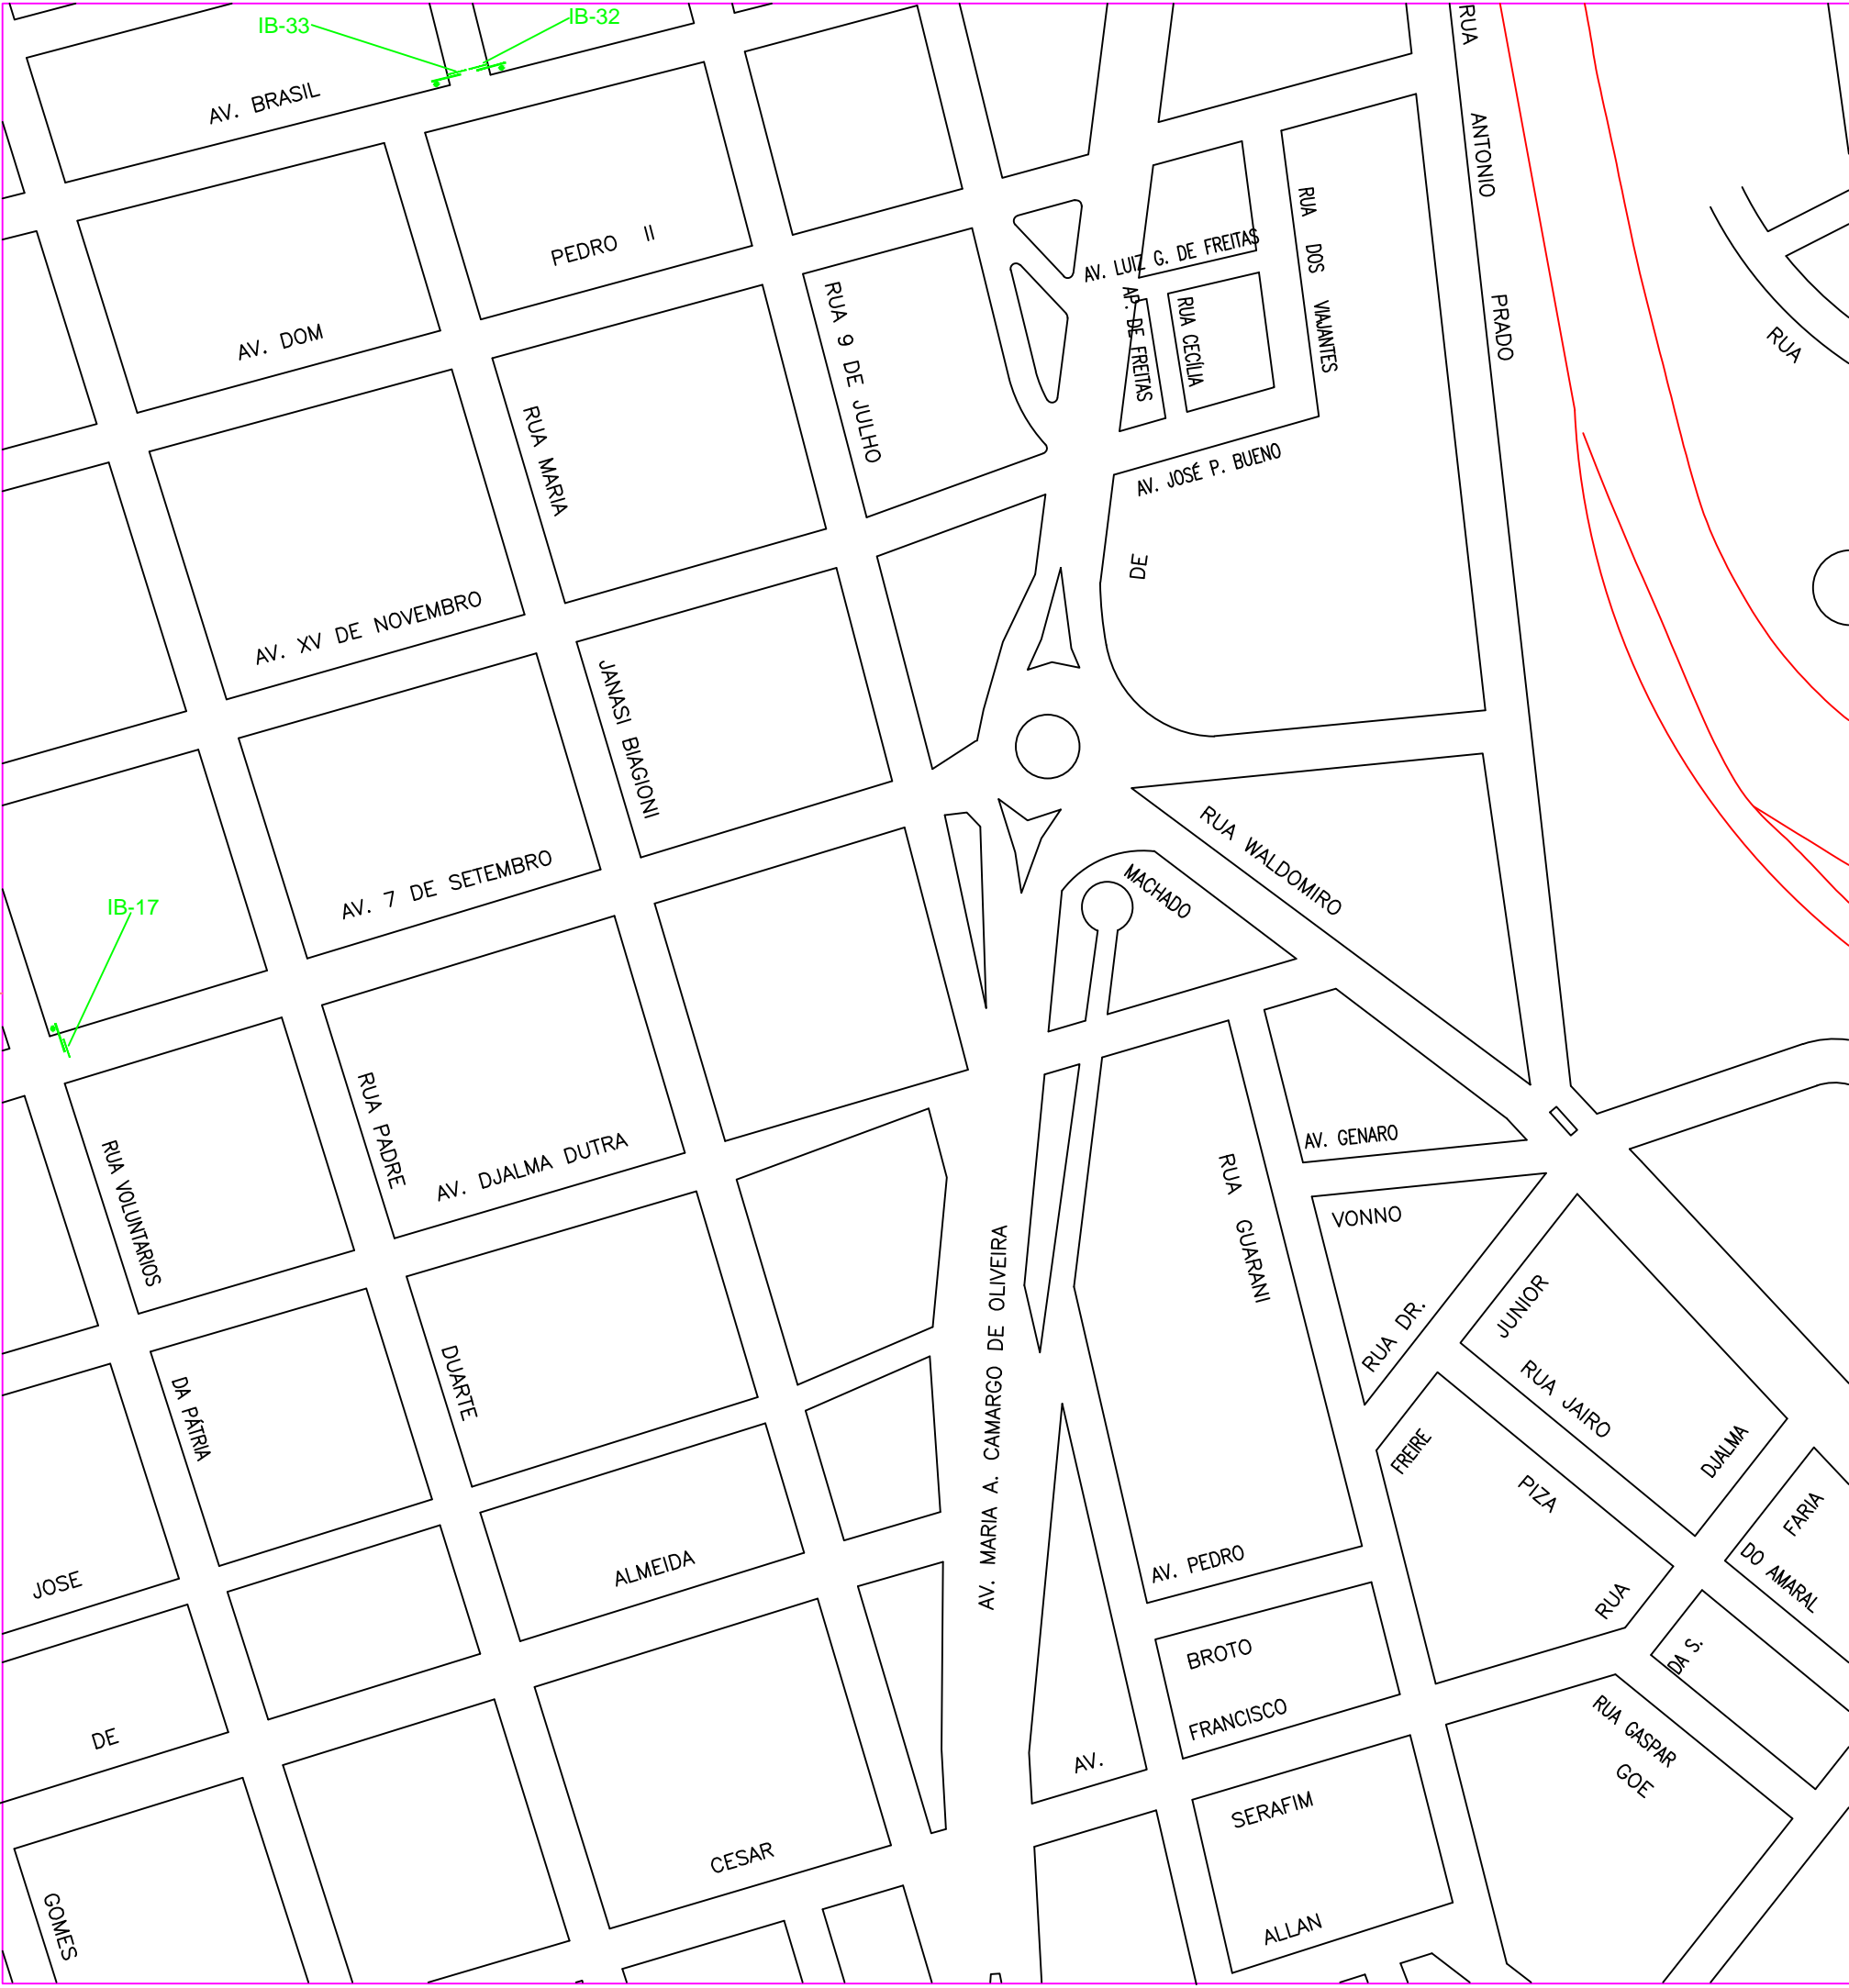 IB-33
IB-32
RUA
AV. BRASIL
ANTONIO
PEDRO II
RUA DOS VIAJANTES
AV. LUIZ G. DE FREITAS
AV. DOM
RUA 9 DE JULHO
AP. DE FREITAS
RUA CECÍLIA
PRADO
RUA
RUA MARIA
AV. JOSÉ P. BUENO
DE
AV. XV DE NOVEMBRO
JANASI BIAGIONI
RUA WALDOMIRO
AV. 7 DE SETEMBRO
MACHADO
IB-17
RUA PADRE
AV. DJALMA DUTRA
RUA VOLUNTARIOS
AV. GENARO
RUA GUARANI
VONNO
AV. MARIA A. CAMARGO DE OLIVEIRA
JUNIOR
RUA DR.
DUARTE
DA PÁTRIA
RUA JAIRO
FREIRE
DJALMA
PIZA
FARIA
JOSE
ALMEIDA
AV. PEDRO
RUA
DO AMARAL
BROTO
DA S.
FRANCISCO
DE
AV.
RUA GASPAR
GOE
SERAFIM
CESAR
GOMES
ALLAN